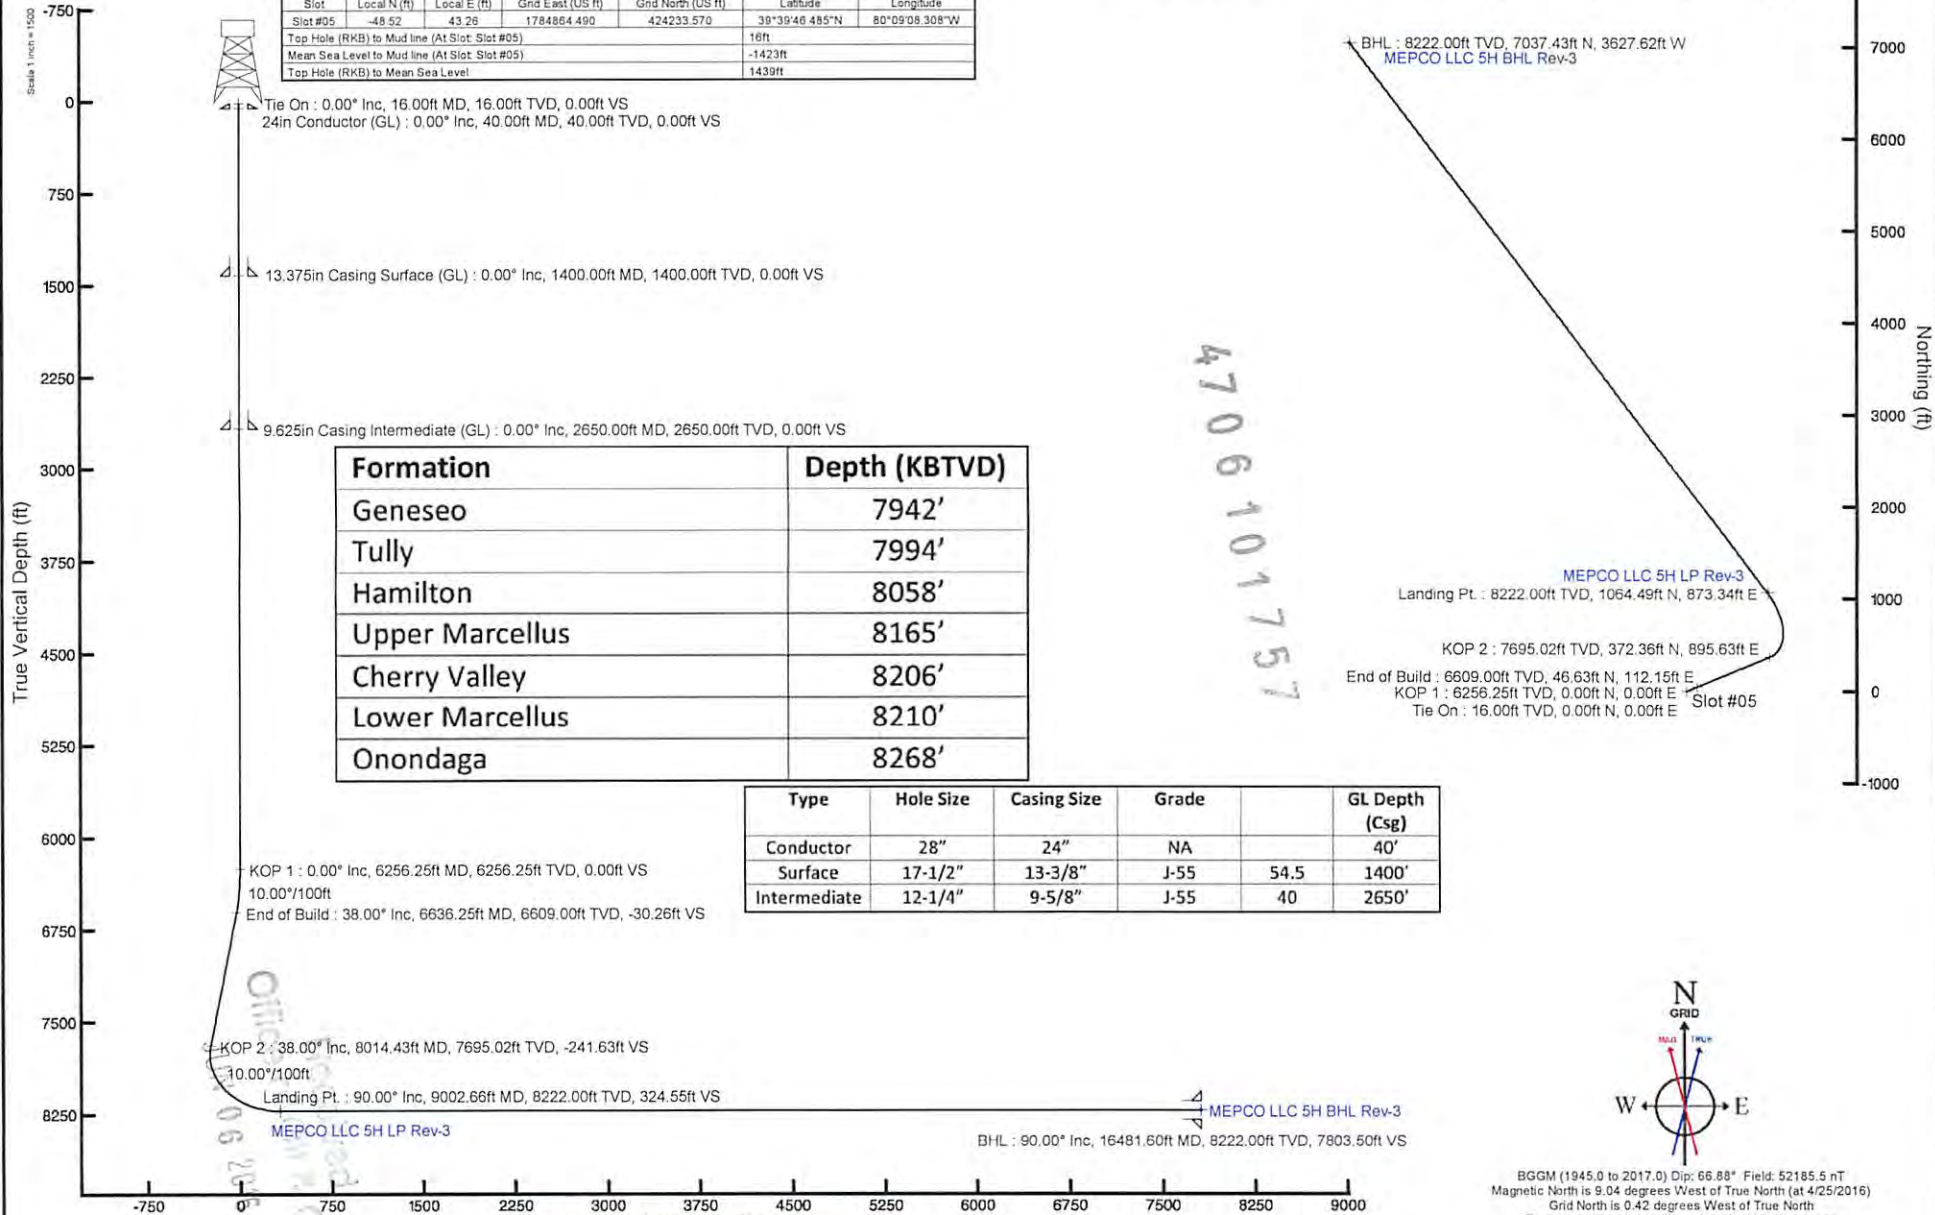 -750
0
750
1500
2250
3000
3750
4500
5250
6000
6750
7500
8250
True Vertical Depth (ft)
Scale 1 inch = 1500
Slot Local N (ft) Local E (ft) Grid East (US ft) Grid North (US ft) Latitude Longitude
Slot #05 -48.52 43.26 1784864.490 424233.570 39°39'46.485"N 80°09'08.308"W
Top Hole (RKB) to Mud line (At Slot: Slot #05) 16ft
Mean Sea Level to Mud line (At Slot: Slot #05) -1423ft
Top Hole (RKB) to Mean Sea Level 1439ft
Tie On : 0.00° Inc, 16.00ft MD, 16.00ft TVD, 0.00ft VS
24in Conductor (GL) : 0.00° Inc, 40.00ft MD, 40.00ft TVD, 0.00ft VS
13.375in Casing Surface (GL) : 0.00° Inc, 1400.00ft MD, 1400.00ft TVD, 0.00ft VS
9.625in Casing Intermediate (GL) : 0.00° Inc, 2650.00ft MD, 2650.00ft TVD, 0.00ft VS
Formation Depth (KBTVD)
Geneseo 7942'
Tully 7994'
Hamilton 8058'
Upper Marcellus 8165'
Cherry Valley 8206'
Lower Marcellus 8210'
Onondaga 8268'
Type Hole Size Casing Size Grade GL Depth (Csg)
Conductor 28" 24" NA 40'
Surface 17-1/2" 13-3/8" J-55 54.5 1400'
Intermediate 12-1/4" 9-5/8" J-55 40 2650'
KOP 1 : 0.00° Inc, 6256.25ft MD, 6256.25ft TVD, 0.00ft VS
10.00°/100ft
End of Build : 38.00° Inc, 6636.25ft MD, 6609.00ft TVD, -30.26ft VS
KOP 2 : 38.00° Inc, 8014.43ft MD, 7695.02ft TVD, -241.63ft VS
10.00°/100ft
Landing Pt. : 90.00° Inc, 9002.66ft MD, 8222.00ft TVD, 324.55ft VS
MEPCO LLC 5H LP Rev-3
MEPCO LLC 5H BHL Rev-3
BHL : 90.00° Inc, 16481.60ft MD, 8222.00ft TVD, 7803.50ft VS
-750 0 750 1500 2250 3000 3750 4500 5250 6000 6750 7500 8250 9000
4706101757
BHL : 8222.00ft TVD, 7037.43ft N, 3627.62ft W
MEPCO LLC 5H BHL Rev-3
MEPCO LLC 5H LP Rev-3
Landing Pt. : 8222.00ft TVD, 1064.49ft N, 873.34ft E
KOP 2 : 7695.02ft TVD, 372.36ft N, 895.63ft E
End of Build : 6609.00ft TVD, 46.63ft N, 112.15ft E
KOP 1 : 6256.25ft TVD, 0.00ft N, 0.00ft E
Tie On : 16.00ft TVD, 0.00ft N, 0.00ft E
Slot #05
7000
6000
5000
4000
3000
2000
1000
0
-1000
Northing (ft)
N
GRID
MAG TRUE
W E
BGGM (1945.0 to 2017.0) Dip: 66.88° Field: 52185.5 nT
Magnetic North is 9.04 degrees West of True North (at 4/25/2016)
Grid North is 0.42 degrees West of True North